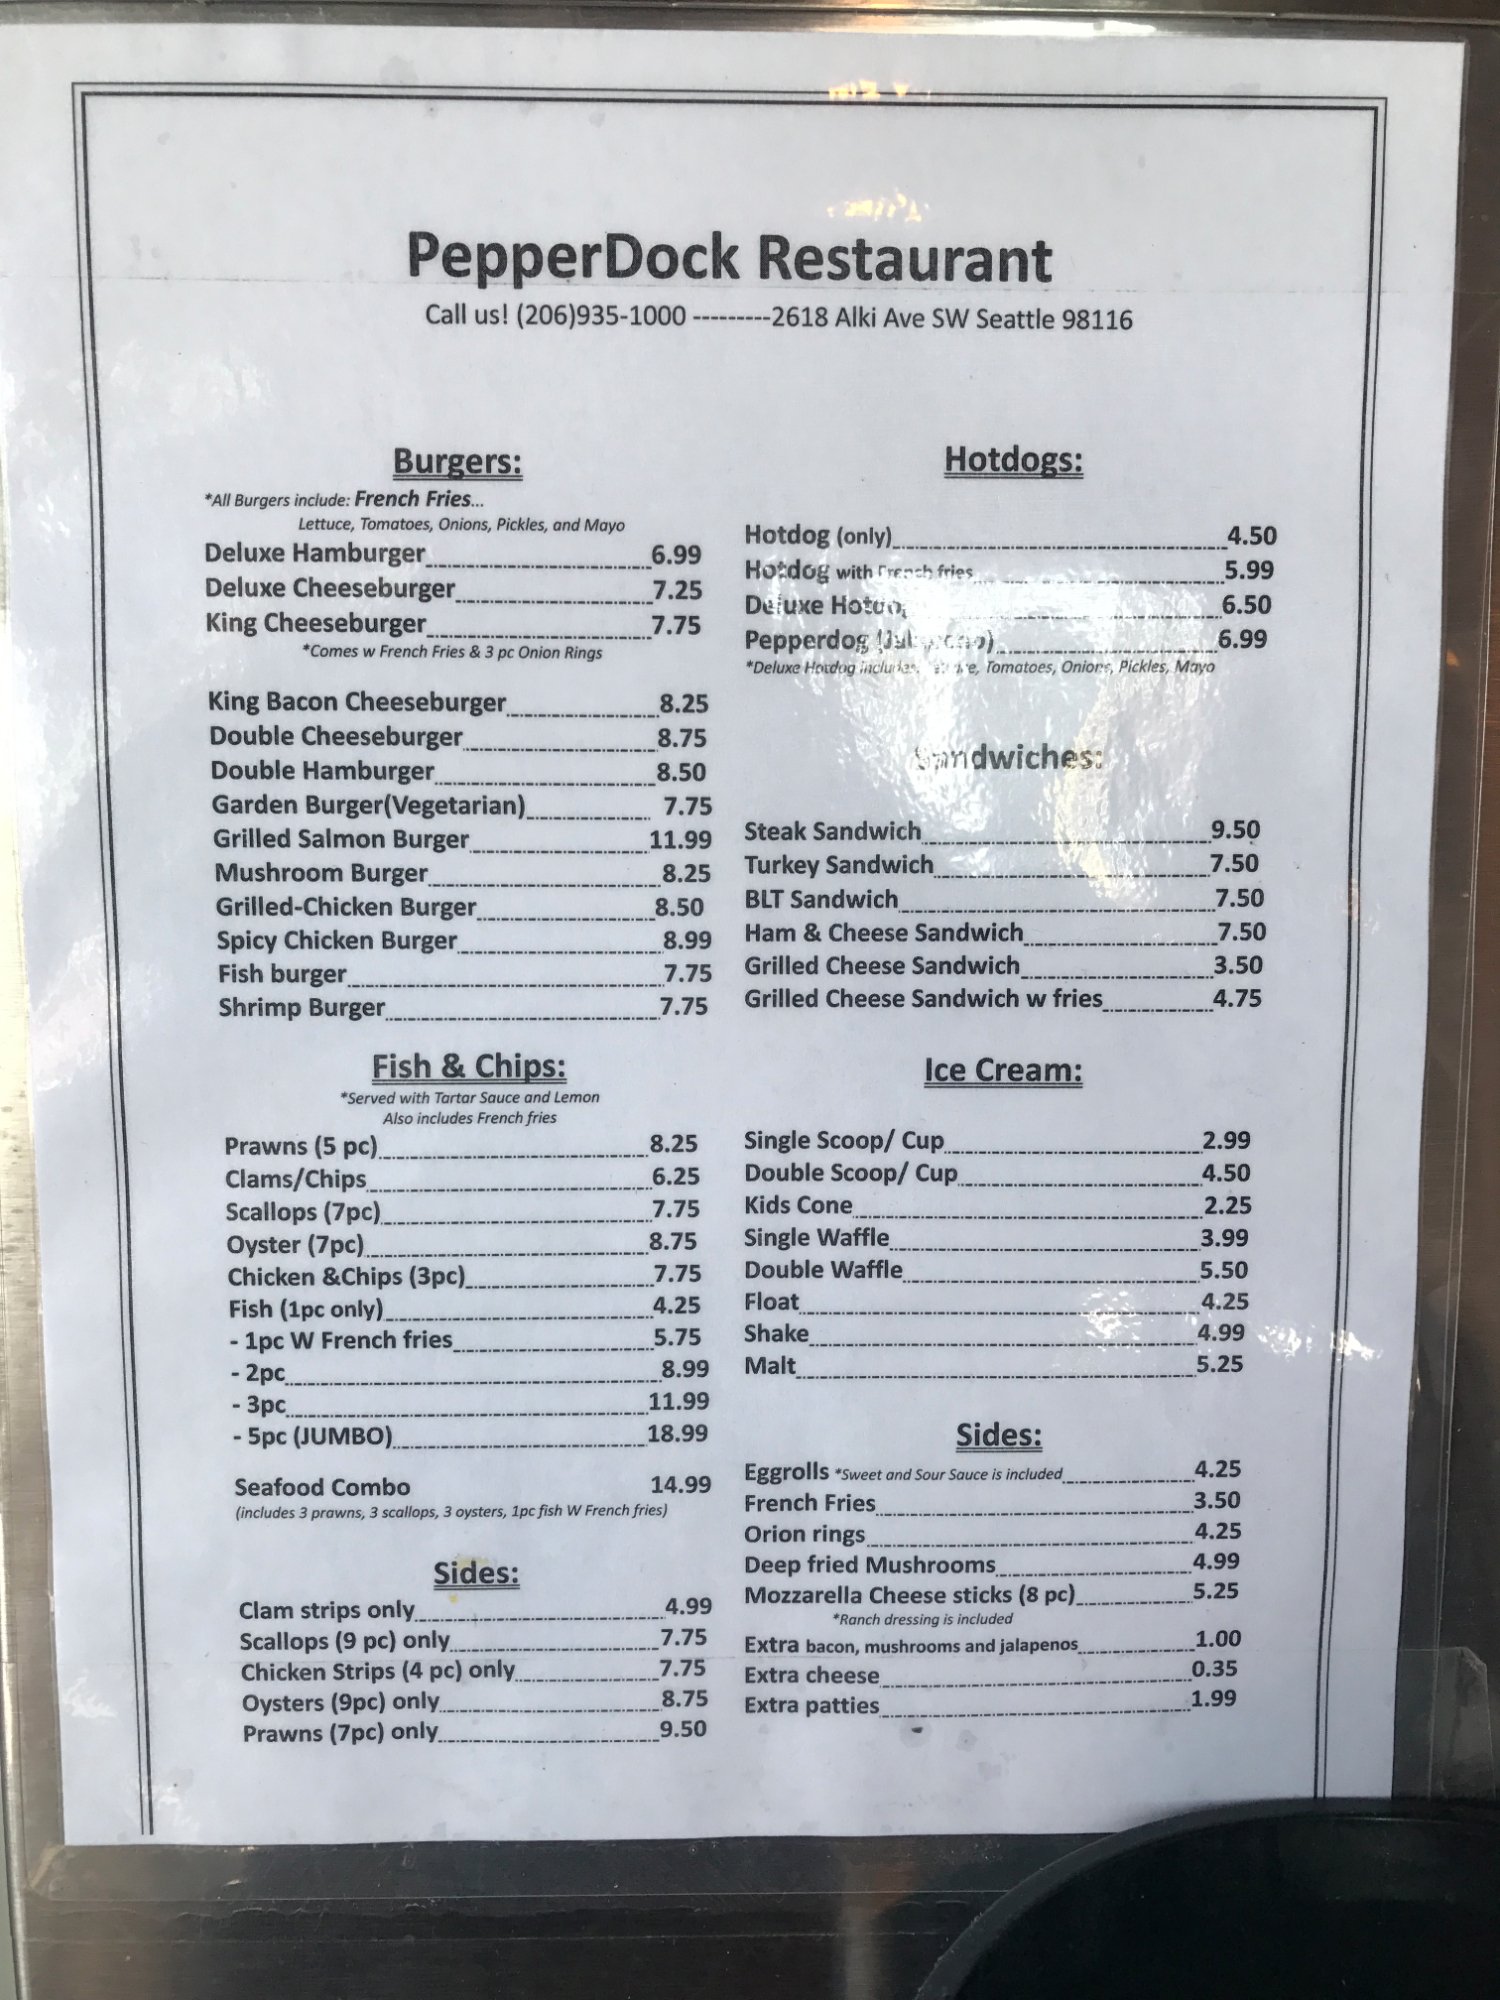 PepperDock Restaurant
Call us! (206)935-1000 ---------2618 Alki Ave SW Seattle 98116
Burgers:
*All Burgers include: French Fries...
Lettuce, Tomatoes, Onions, Pickles, and Mayo
Deluxe Hamburger 6.99
Deluxe Cheeseburger 7.25
King Cheeseburger 7.75
*Comes w French Fries & 3 pc Onion Rings
King Bacon Cheeseburger 8.25
Double Cheeseburger 8.75
Double Hamburger 8.50
Garden Burger(Vegetarian) 7.75
Grilled Salmon Burger 11.99
Mushroom Burger 8.25
Grilled-Chicken Burger 8.50
Spicy Chicken Burger 8.99
Fish burger 7.75
Shrimp Burger 7.75
Fish & Chips:
*Served with Tartar Sauce and Lemon
Also includes French fries
Prawns (5 pc) 8.25
Clams/Chips 6.25
Scallops (7pc) 7.75
Oyster (7pc) 8.75
Chicken &Chips (3pc) 7.75
Fish (1pc only) 4.25
- 1pc W French fries 5.75
- 2pc 8.99
- 3pc 11.99
- 5pc (JUMBO) 18.99
Seafood Combo 14.99
(includes 3 prawns, 3 scallops, 3 oysters, 1pc fish W French fries)
Sides:
Clam strips only 4.99
Scallops (9 pc) only 7.75
Chicken Strips (4 pc) only 7.75
Oysters (9pc) only 8.75
Prawns (7pc) only 9.50
Hotdogs:
Hotdog (only) 4.50
Hotdog with French fries 5.99
Deluxe Hotdog 6.50
Pepperdog (Jalapeno) 6.99
*Deluxe Hotdog includes, Tomatoes, Onions, Pickles, Mayo
Sandwiches:
Steak Sandwich 9.50
Turkey Sandwich 7.50
BLT Sandwich 7.50
Ham & Cheese Sandwich 7.50
Grilled Cheese Sandwich 3.50
Grilled Cheese Sandwich w fries 4.75
Ice Cream:
Single Scoop/ Cup 2.99
Double Scoop/ Cup 4.50
Kids Cone 2.25
Single Waffle 3.99
Double Waffle 5.50
Float 4.25
Shake 4.99
Malt 5.25
Sides:
Eggrolls *Sweet and Sour Sauce is included 4.25
French Fries 3.50
Orion rings 4.25
Deep fried Mushrooms 4.99
Mozzarella Cheese sticks (8 pc) 5.25
*Ranch dressing is included
Extra bacon, mushrooms and jalapenos 1.00
Extra cheese 0.35
Extra patties 1.99